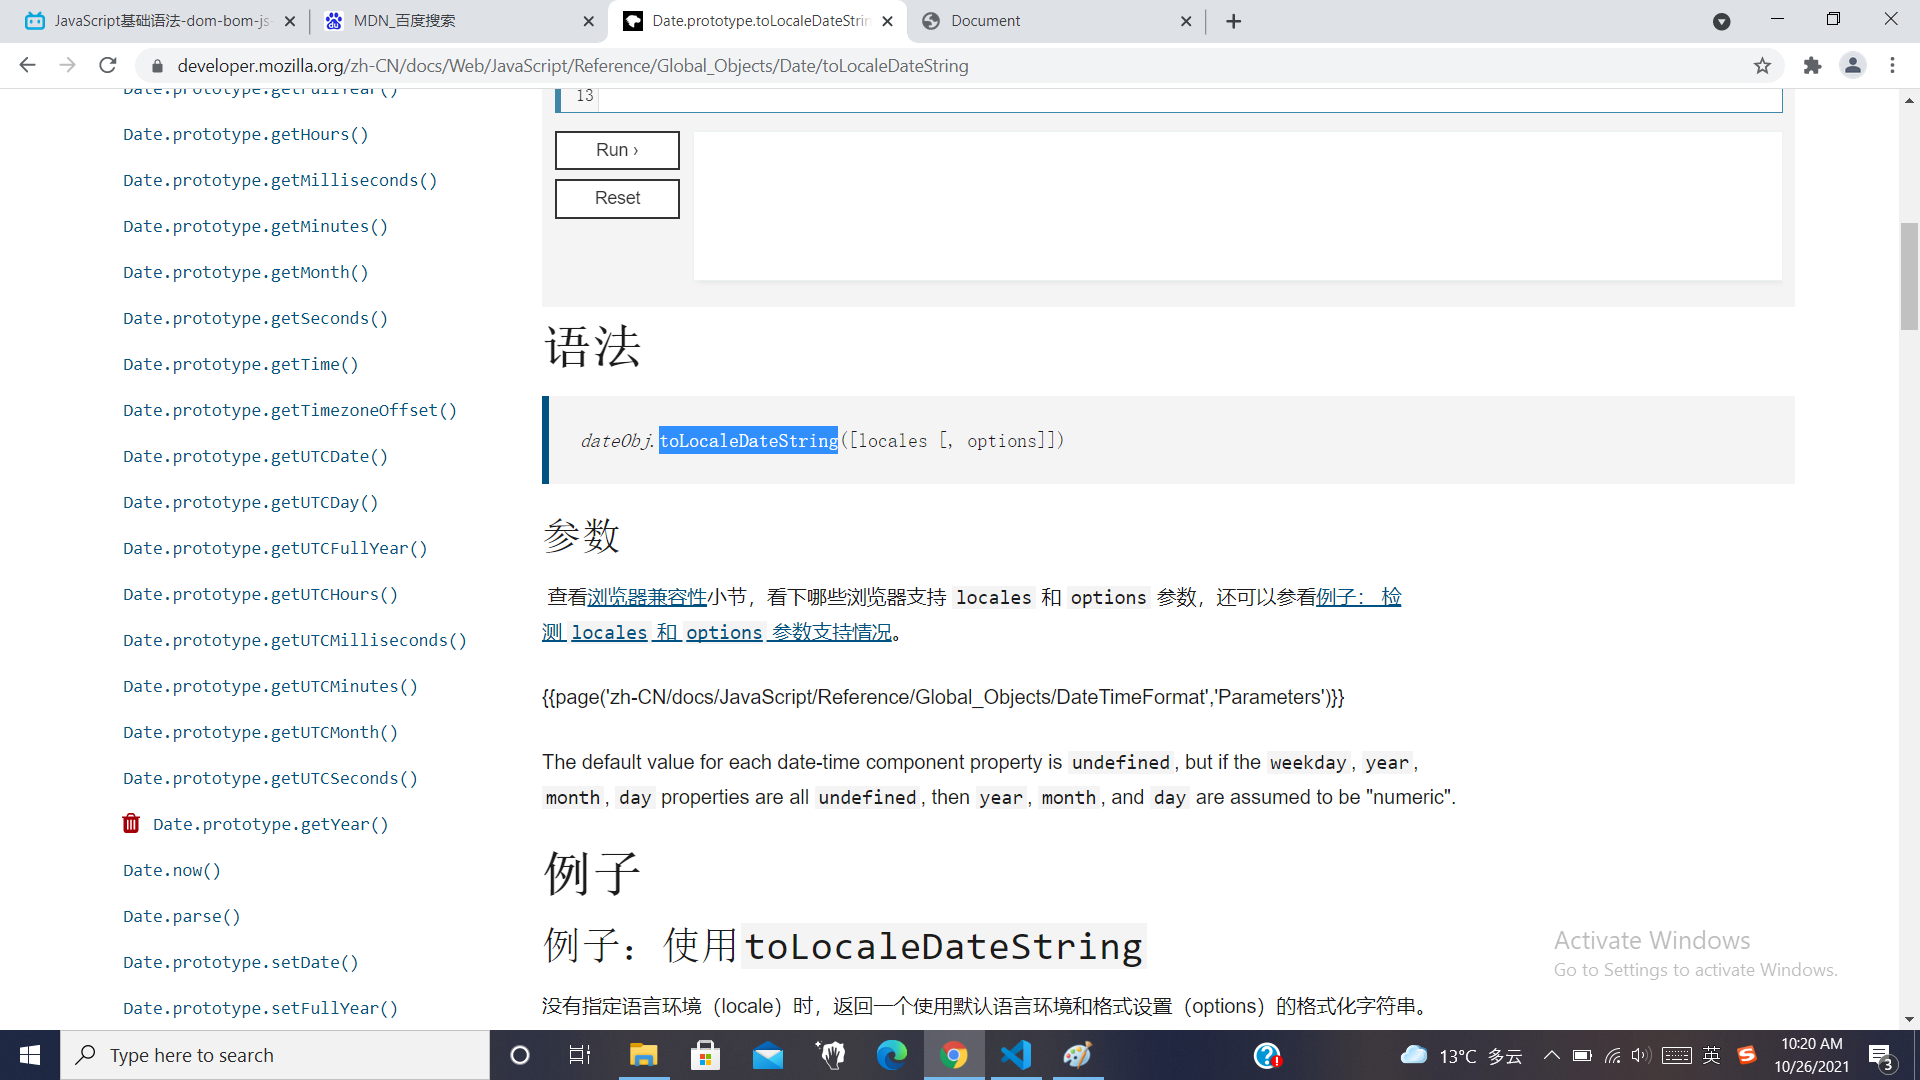 JavaScript基础语法-dom-bom-js-
MDN_百度搜索
Date.prototype.toLocaleDateStrin
Document
developer.mozilla.org/zh-CN/docs/Web/JavaScript/Reference/Global_Objects/Date/toLocaleDateString
Date.prototype.getFullYear()
Date.prototype.getHours()
Date.prototype.getMilliseconds()
Date.prototype.getMinutes()
Date.prototype.getMonth()
Date.prototype.getSeconds()
Date.prototype.getTime()
Date.prototype.getTimezoneOffset()
Date.prototype.getUTCDate()
Date.prototype.getUTCDay()
Date.prototype.getUTCFullYear()
Date.prototype.getUTCHours()
Date.prototype.getUTCMilliseconds()
Date.prototype.getUTCMinutes()
Date.prototype.getUTCMonth()
Date.prototype.getUTCSeconds()
Date.prototype.getYear()
Date.now()
Date.parse()
Date.prototype.setDate()
Date.prototype.setFullYear()
13
Run ›
Reset
语法
dateObj.toLocaleDateString([locales [, options]])
参数
查看浏览器兼容性小节，看下哪些浏览器支持 locales 和 options 参数，还可以参看例子： 检
测 locales 和 options 参数支持情况。
{{page('zh-CN/docs/JavaScript/Reference/Global_Objects/DateTimeFormat','Parameters')}}
The default value for each date-time component property is undefined, but if the weekday, year,
month, day properties are all undefined, then year, month, and day are assumed to be "numeric".
例子
例子：使用toLocaleDateString
没有指定语言环境（locale）时，返回一个使用默认语言环境和格式设置（options）的格式化字符串。
Activate Windows
Go to Settings to activate Windows.
Type here to search
13°C 多云
英
10:20 AM
10/26/2021
3